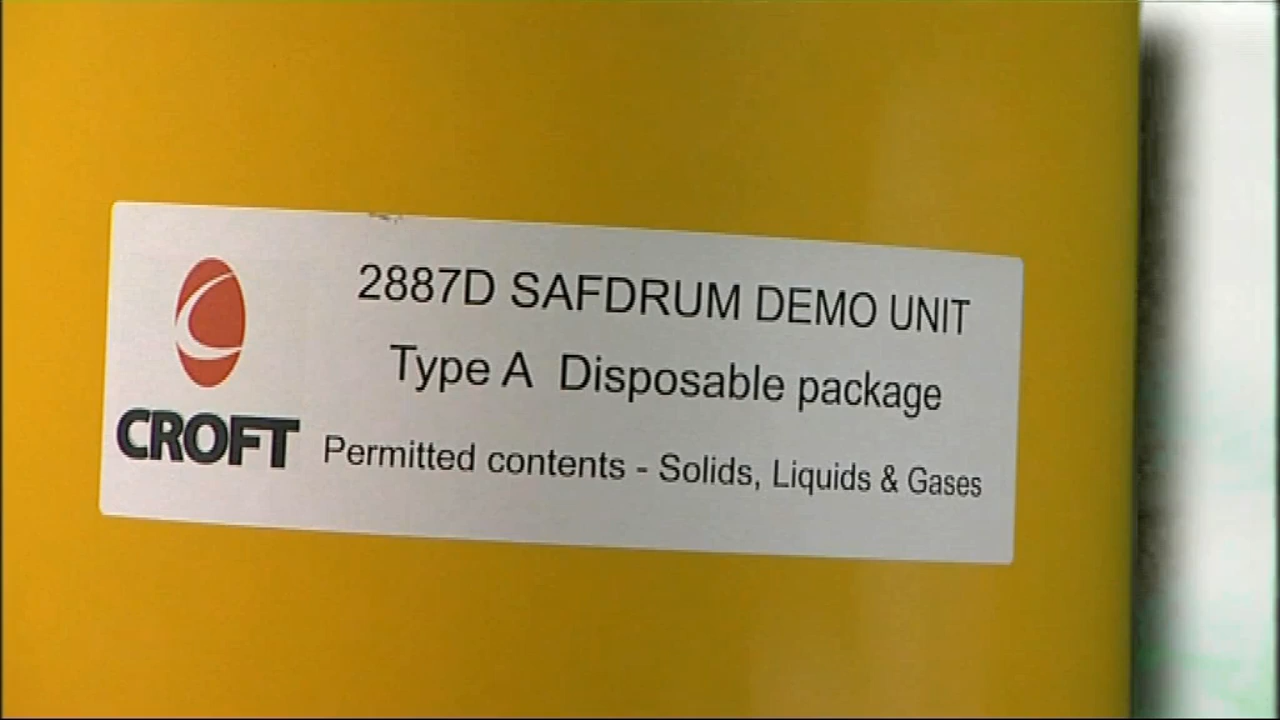 2887D SAFDRUM DEMO UNIT
Type A Disposable package
CROFT
Permitted contents - Solids, Liquids & Gases